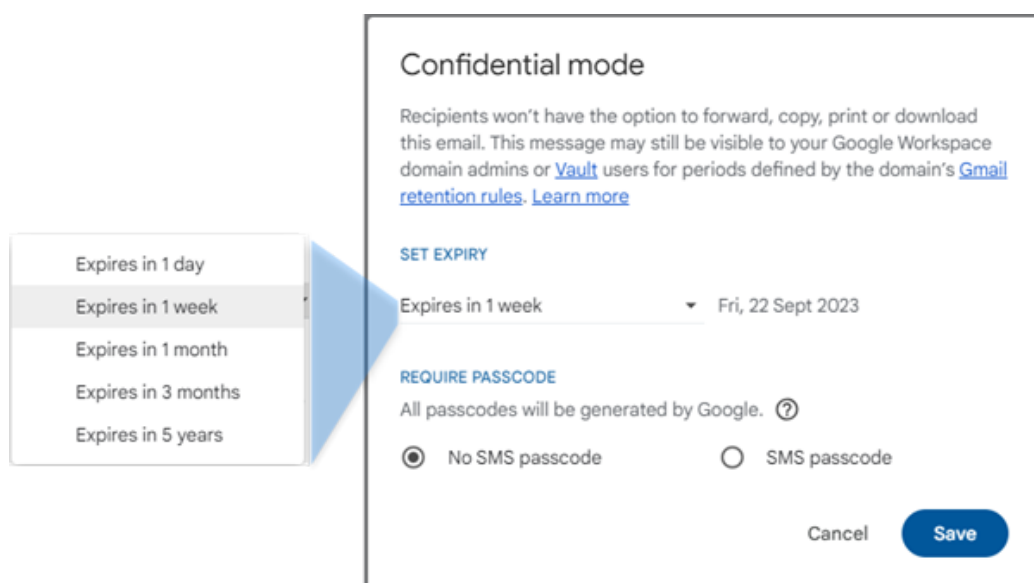 Confidential mode
Recipients won't have the option to forward, copy, print or download
this email. This message may still be visible to your Google Workspace
domain admins or Vault users for periods defined by the domain's Gmail
retention rules. Learn more
SET EXPIRY
Expires in 1 week
Fri, 22 Sept 2023
Expires in 1 day
Expires in 1 week
Expires in 1 month
Expires in 3 months
Expires in 5 years
REQUIRE PASSCODE
All passcodes will be generated by Google. ?
No SMS passcode
SMS passcode
Cancel
Save